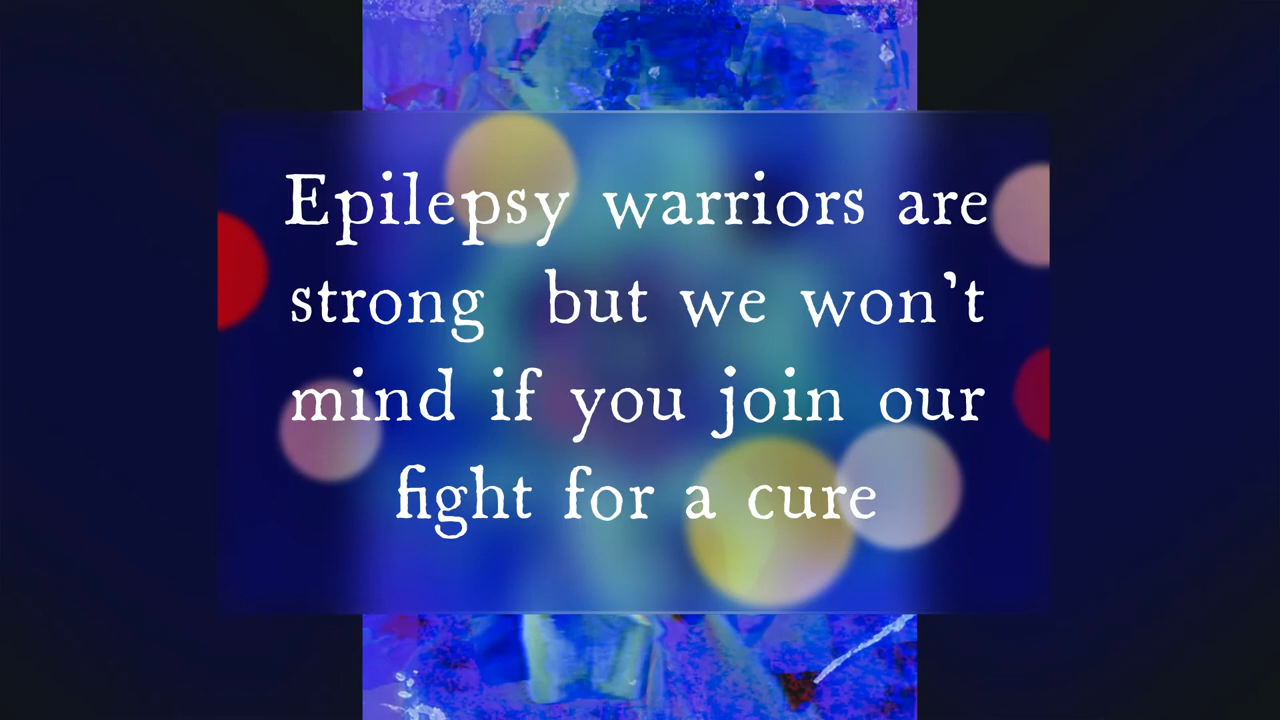 Epilepsy warriors are
strong but we won't
mind if you join our
fight for a cure